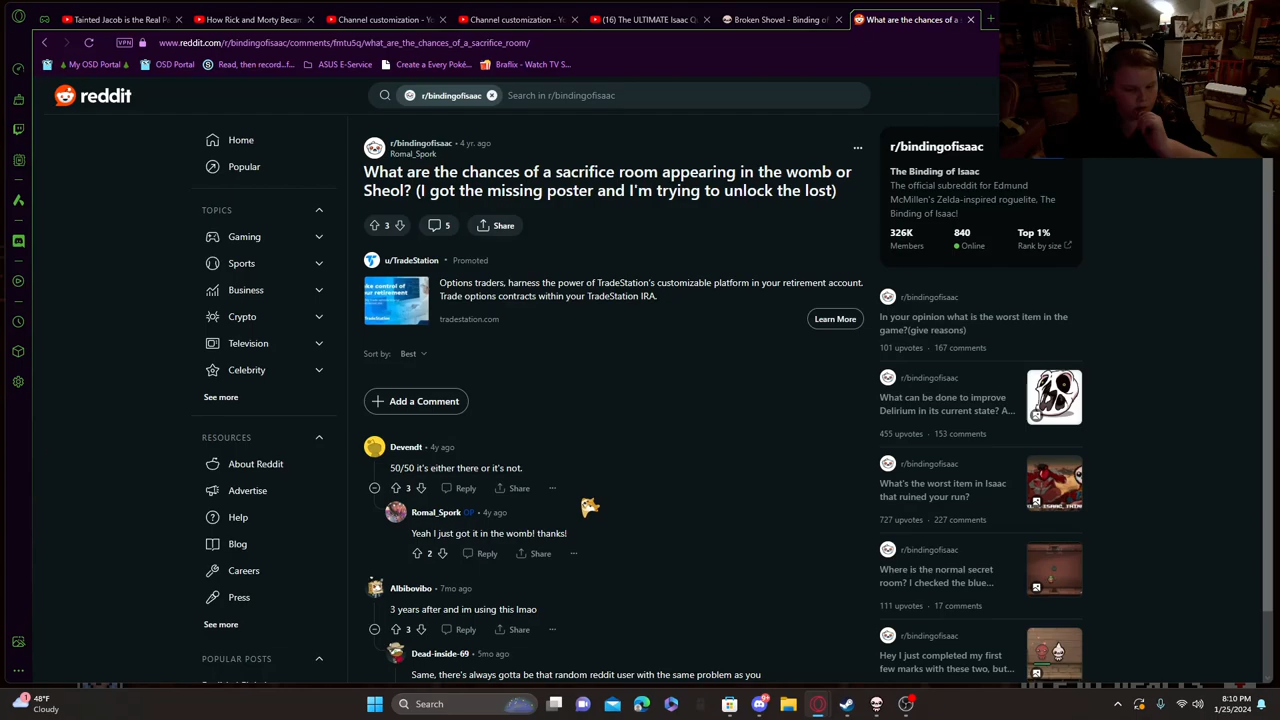 Tainted Jacob is the Real Pa
How Rick and Morty Becam
Channel customization - You
Channel customization - You
(16) The ULTIMATE Isaac Qu
Broken Shovel - Binding of
What are the chances of a s
VPN
www.reddit.com/r/bindingofisaac/comments/fmtu5q/what_are_the_chances_of_a_sacrifice_room/
My OSD Portal
OSD Portal
Read, then record...f...
ASUS E-Service
Create a Every Poké...
Braflix - Watch TV S...
reddit
r/bindingofisaac
Search in r/bindingofisaac
Home
Popular
TOPICS
Gaming
Sports
Business
Crypto
Television
Celebrity
See more
RESOURCES
About Reddit
Advertise
Help
Blog
Careers
Press
See more
POPULAR POSTS
r/bindingofisaac • 4 yr. ago
Romal_Spork
What are the chances of a sacrifice room appearing in the womb or
Sheol? (I got the missing poster and I'm trying to unlock the lost)
3
5
Share
u/TradeStation • Promoted
Options traders, harness the power of TradeStation's customizable platform in your retirement account.
Trade options contracts within your TradeStation IRA.
ake control of
ur retirement
tradestation.com
Learn More
Sort by: Best
Add a Comment
Devendt • 4y ago
50/50 it's either there or it's not.
3 Reply Share
Romal_Spork OP • 4y ago
Yeah I just got it in the womb! thanks!
2 Reply Share
Albibovibo • 7mo ago
3 years after and im using this lmao
3 Reply Share
Dead-inside-69 • 5mo ago
Same, there's always gotta be that random reddit user with the same problem as you
r/bindingofisaac
The Binding of Isaac
The official subreddit for Edmund
McMillen's Zelda-inspired roguelite, The
Binding of Isaac!
326K 840 Top 1%
Members Online Rank by size
r/bindingofisaac
In your opinion what is the worst item in the
game?(give reasons)
101 upvotes · 167 comments
r/bindingofisaac
What can be done to improve
Delirium in its current state? A...
455 upvotes · 153 comments
r/bindingofisaac
What's the worst item in Isaac
that ruined your run?
727 upvotes · 227 comments
r/bindingofisaac
Where is the normal secret
room? I checked the blue...
111 upvotes · 17 comments
r/bindingofisaac
Hey I just completed my first
few marks with these two, but...
48°F
Cloudy
Search
8:10 PM
1/25/2024